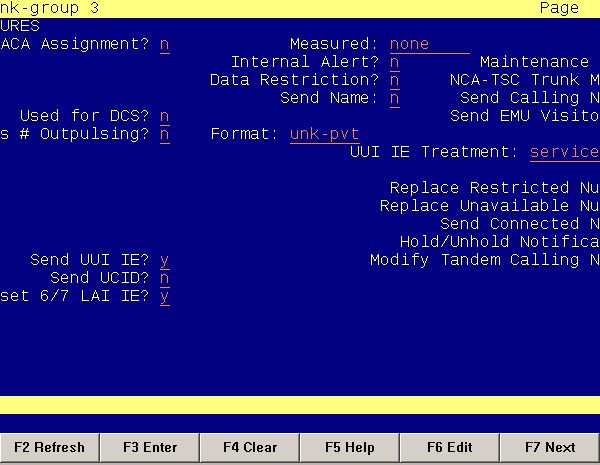 nk-group 3 Page
URES
ACA Assignment? n Measured: none
Internal Alert? n Maintenance
Data Restriction? n NCA-TSC Trunk M
Send Name: n Send Calling N
Used for DCS? n Send EMU Visito
s # Outpulsing? n Format: unk-pvt
UUI IE Treatment: service
Replace Restricted Nu
Replace Unavailable Nu
Send Connected N
Hold/Unhold Notifica
Send UUI IE? y Modify Tandem Calling N
Send UCID? n
set 6/7 LAI IE? y
F2 Refresh F3 Enter F4 Clear F5 Help F6 Edit F7 Next